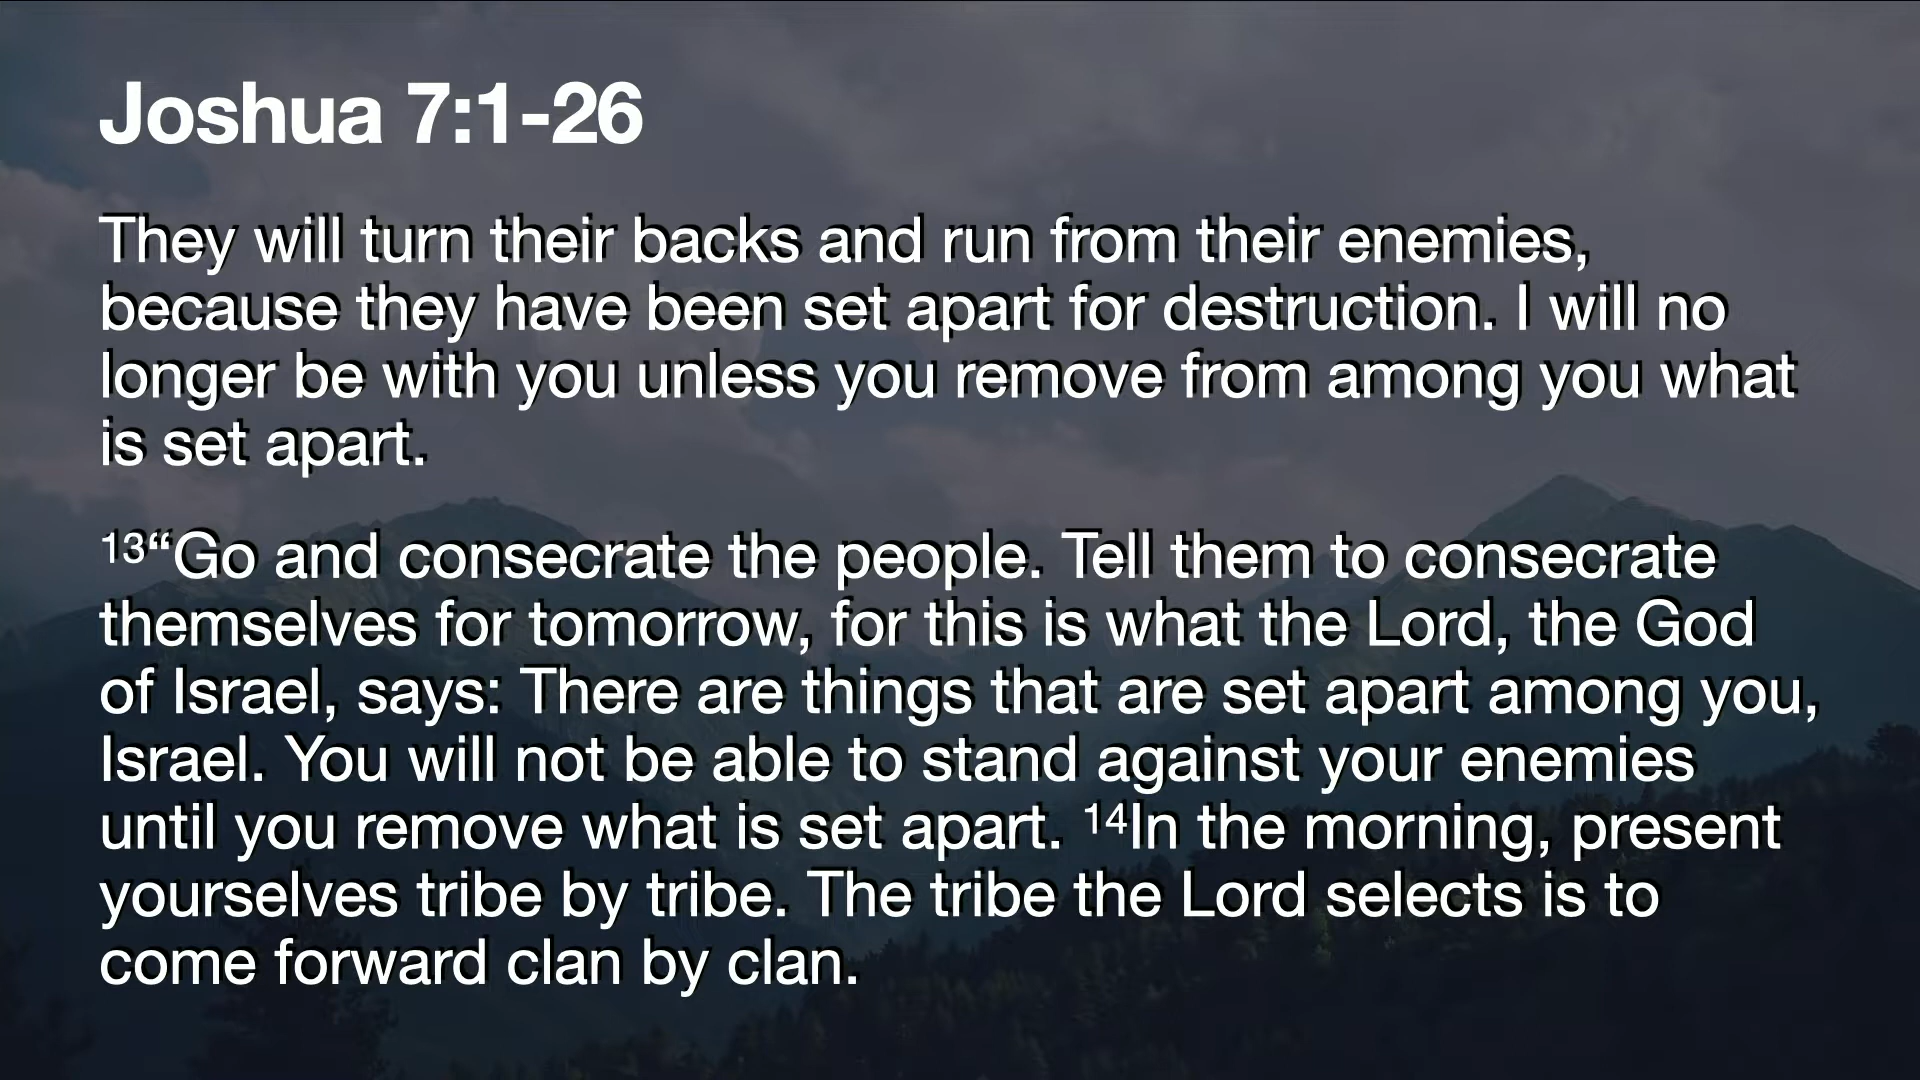 Joshua 7:1-26
They will turn their backs and run from their enemies,
because they have been set apart for destruction. I will no
longer be with you unless you remove from among you what
is set apart.
13“Go and consecrate the people. Tell them to consecrate
themselves for tomorrow, for this is what the Lord, the God
of Israel, says: There are things that are set apart among you,
Israel. You will not be able to stand against your enemies
until you remove what is set apart. 14In the morning, present
yourselves tribe by tribe. The tribe the Lord selects is to
come forward clan by clan.